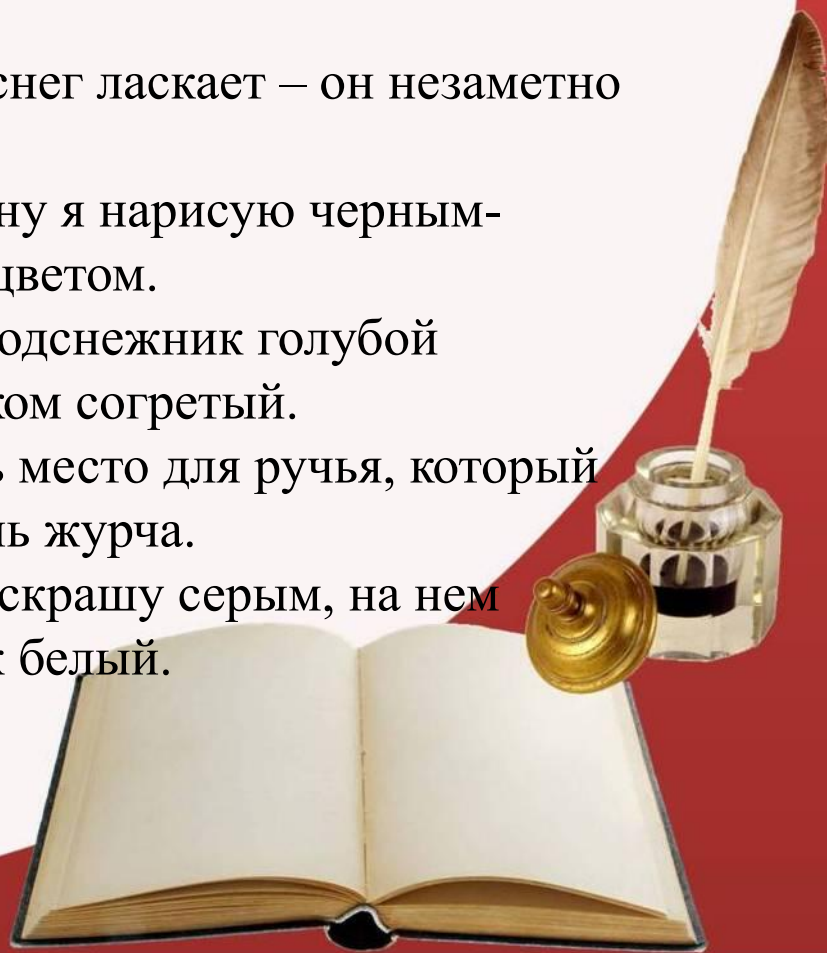 снег ласкает – он незаметно
ну я нарисую черным-
цветом.
одснежник голубой
ком согретый.
ь место для ручья, который
нь журча.
скрашу серым, на нем
к белый.